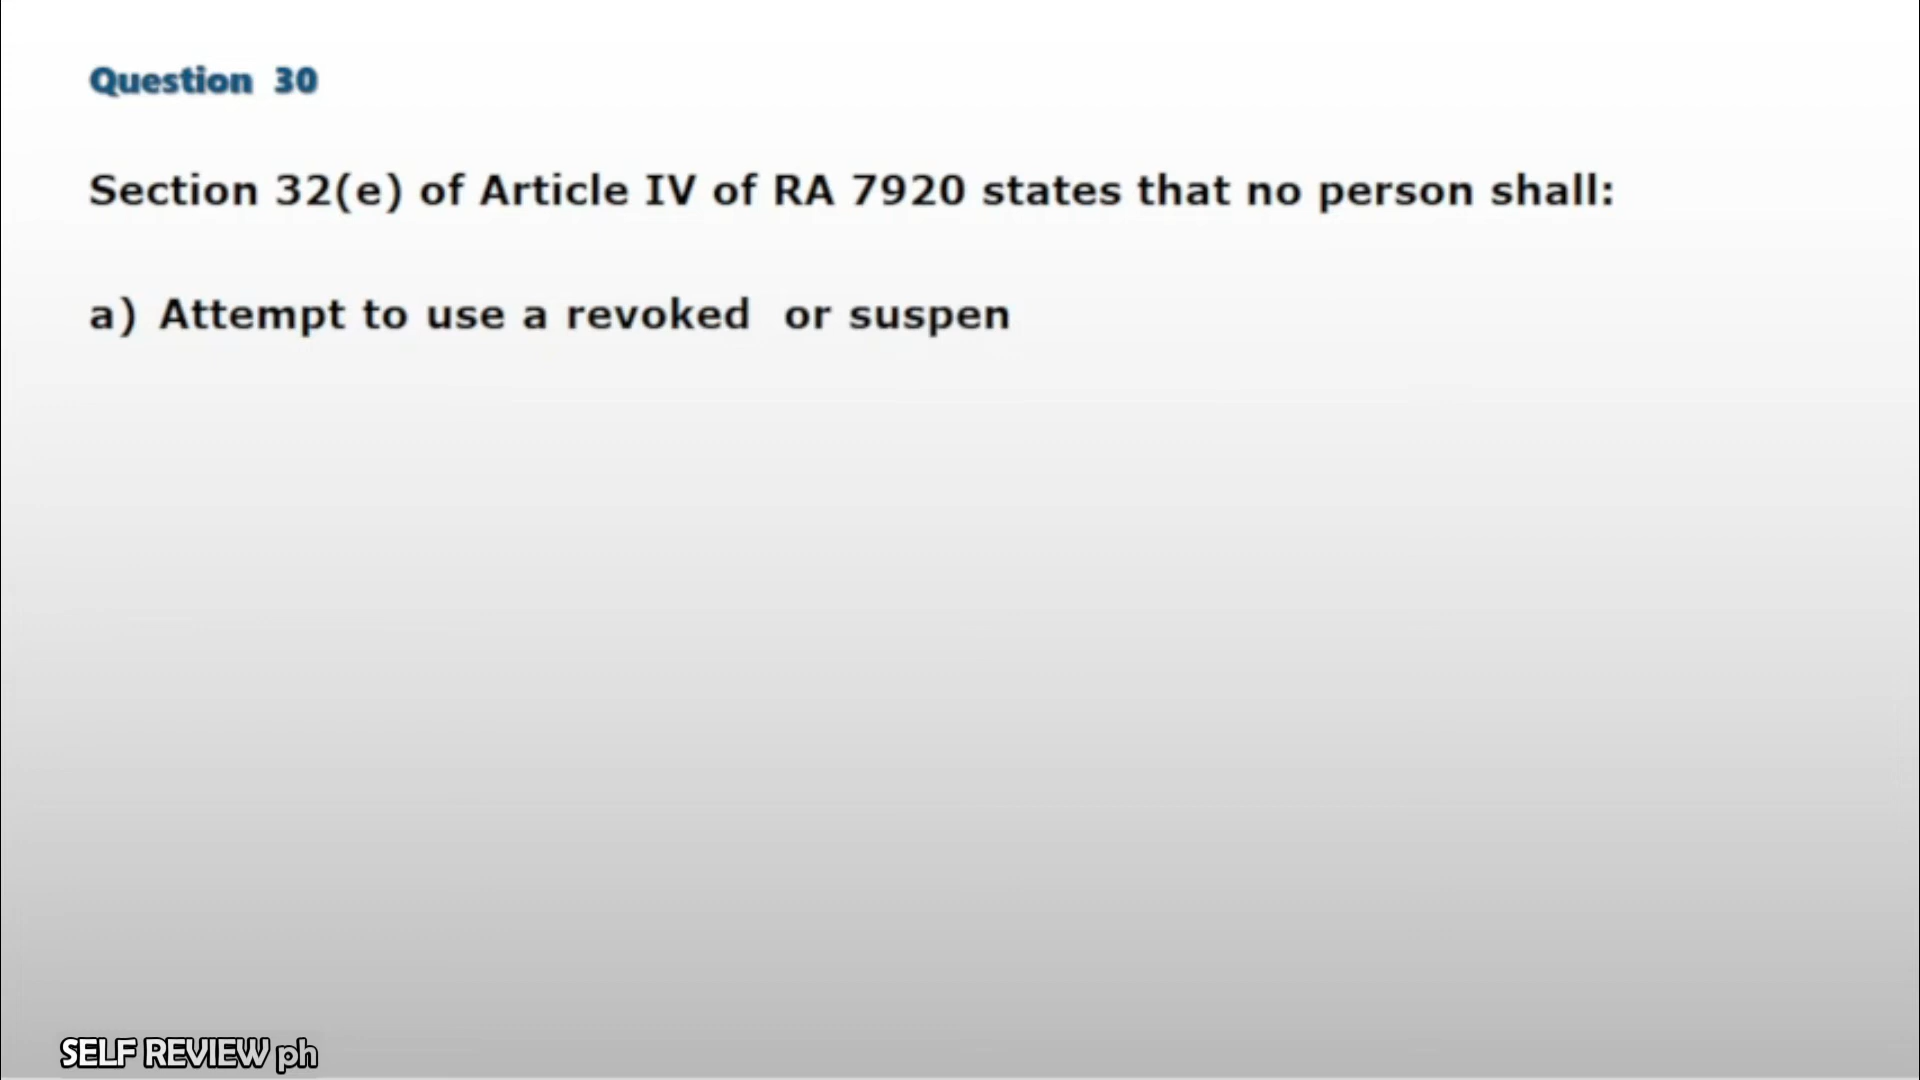 Question 30
Section 32(e) of Article IV of RA 7920 states that no person shall:
a) Attempt to use a revoked or suspen
SELF REVIEW ph